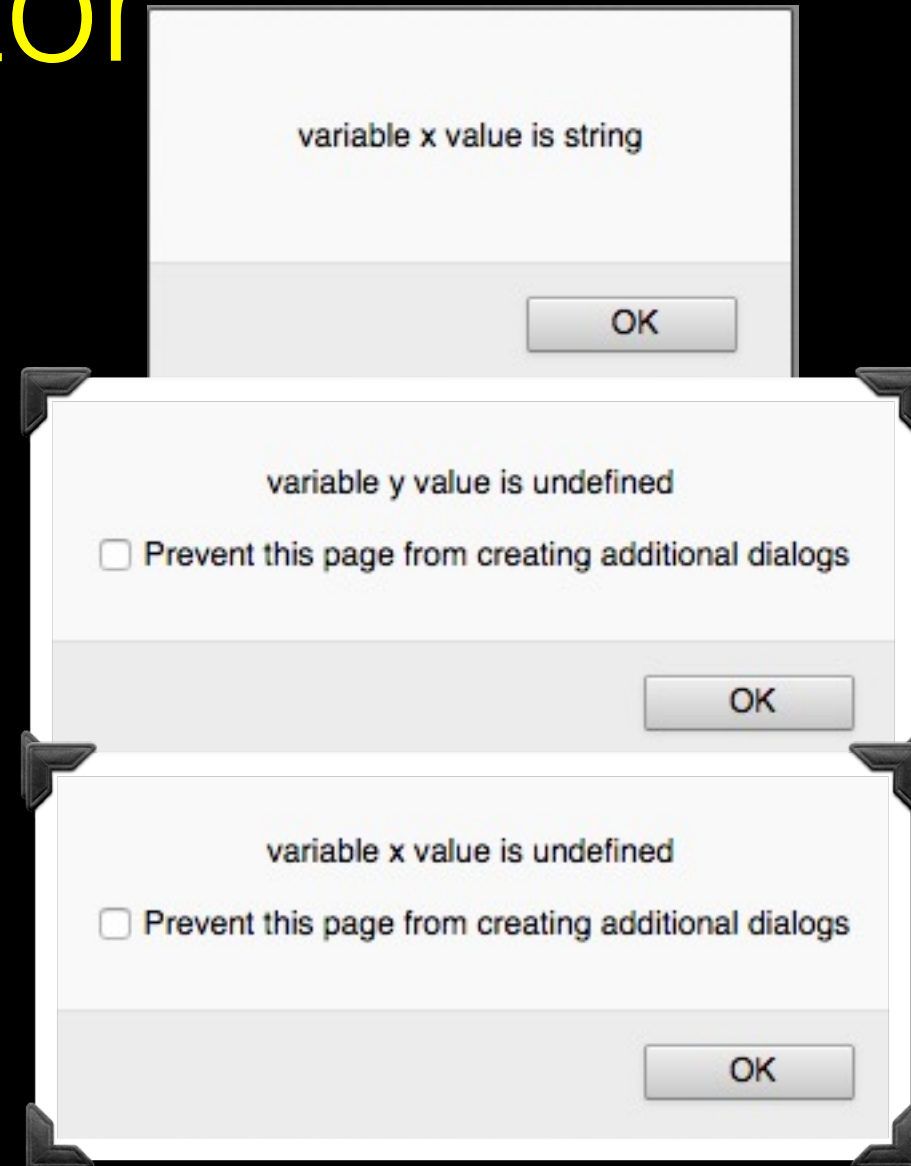 variable x value is string
OK
variable y value is undefined
Prevent this page from creating additional dialogs
OK
variable x value is undefined
Prevent this page from creating additional dialogs
OK